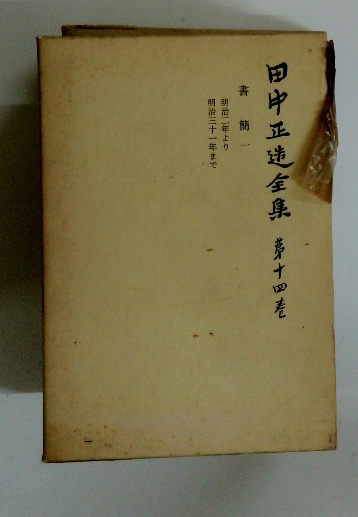 田中正造全集 第十四巻
書簡一
明治二年より
明治三十一年まで